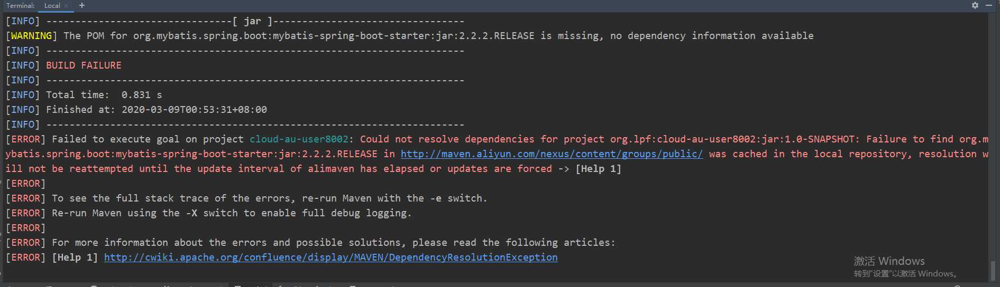 Terminal: Local × +
[INFO] --------------------------------[ jar ]---------------------------------
[WARNING] The POM for org.mybatis.spring.boot:mybatis-spring-boot-starter:jar:2.2.2.RELEASE is missing, no dependency information available
[INFO] ------------------------------------------------------------------------
[INFO] BUILD FAILURE
[INFO] ------------------------------------------------------------------------
[INFO] Total time:  0.831 s
[INFO] Finished at: 2020-03-09T00:53:31+08:00
[INFO] ------------------------------------------------------------------------
[ERROR] Failed to execute goal on project cloud-au-user8002: Could not resolve dependencies for project org.lpf:cloud-au-user8002:jar:1.0-SNAPSHOT: Failure to find org.m
ybatis.spring.boot:mybatis-spring-boot-starter:jar:2.2.2.RELEASE in http://maven.aliyun.com/nexus/content/groups/public/ was cached in the local repository, resolution w
ill not be reattempted until the update interval of alimaven has elapsed or updates are forced -> [Help 1]
[ERROR]
[ERROR] To see the full stack trace of the errors, re-run Maven with the -e switch.
[ERROR] Re-run Maven using the -X switch to enable full debug logging.
[ERROR]
[ERROR] For more information about the errors and possible solutions, please read the following articles:
[ERROR] [Help 1] http://cwiki.apache.org/confluence/display/MAVEN/DependencyResolutionException
激活 Windows
转到“设置”以激活 Windows。